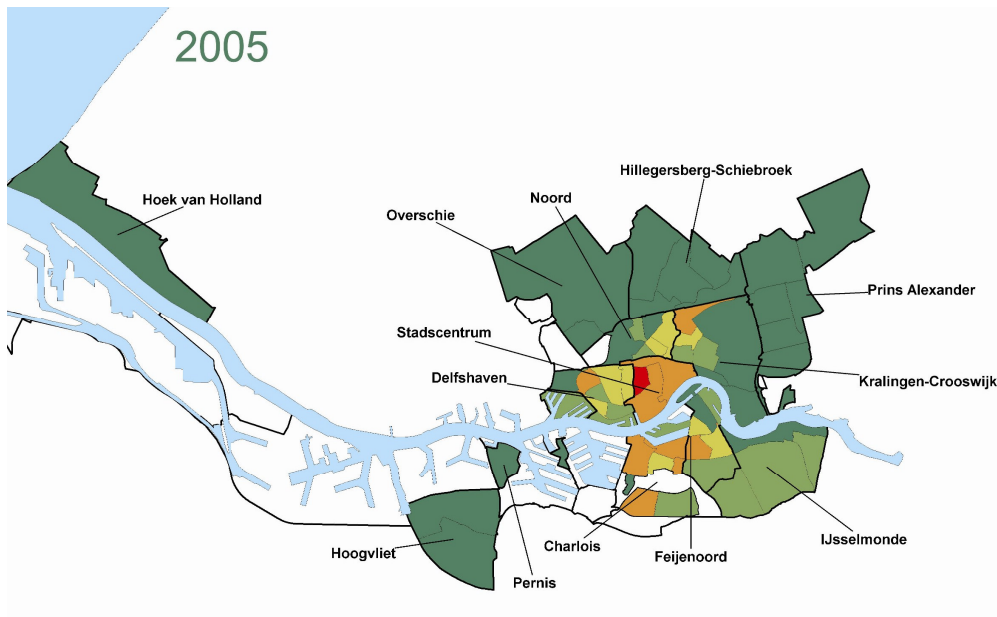 2005
Hillegersberg-Schiebroek
Hoek van Holland
Noord
Overschie
Prins Alexander
Stadscentrum
Delfshaven
Kralingen-Crooswijk
IJsselmonde
Charlois
Hoogvliet
Feijenoord
Pernis